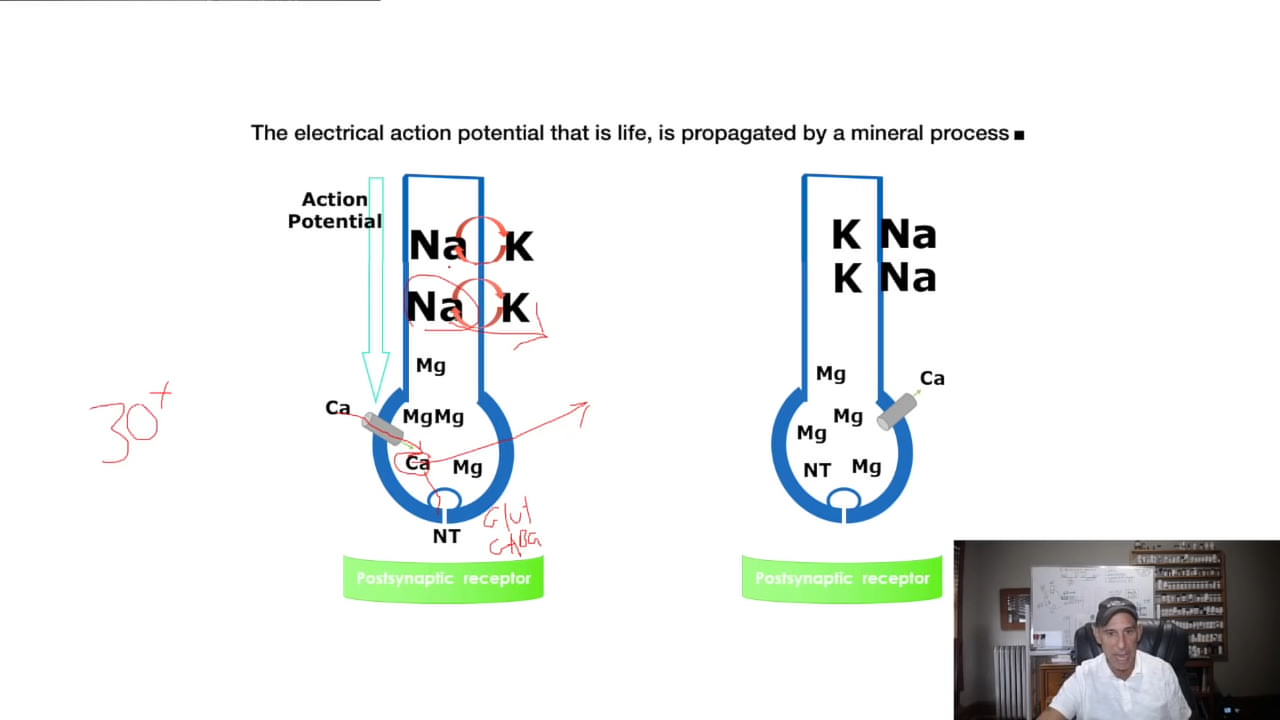 The electrical action potential that is life, is propagated by a mineral process
Action
Potential
Na K
Na K
Mg
Ca
MgMg
Ca Mg
NT
Glut
GABA
Postsynaptic receptor
30+
K Na
K Na
Mg
Ca
Mg
Mg
NT Mg
Postsynaptic receptor